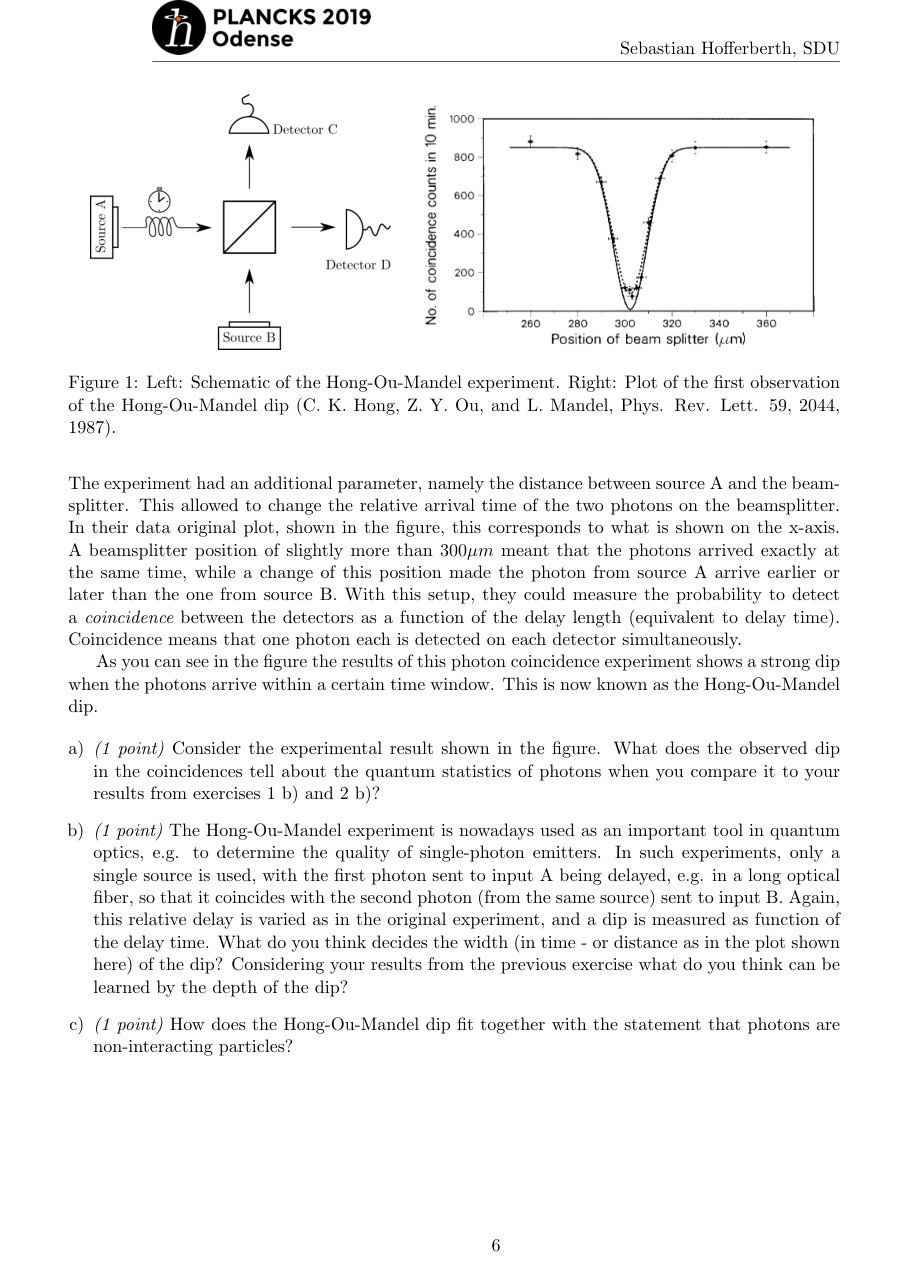 PLANCKS 2019
Odense
ħ
Sebastian Hofferberth, SDU
Detector C
Source A
Detector D
Source B
No. of coincidence counts in 10 min.
1000
800
600
400
200
0
260 280 300 320 340 360
Position of beam splitter (μm)
Figure 1: Left: Schematic of the Hong-Ou-Mandel experiment. Right: Plot of the first observation
of the Hong-Ou-Mandel dip (C. K. Hong, Z. Y. Ou, and L. Mandel, Phys. Rev. Lett. 59, 2044,
1987).
The experiment had an additional parameter, namely the distance between source A and the beam-
splitter. This allowed to change the relative arrival time of the two photons on the beamsplitter.
In their data original plot, shown in the figure, this corresponds to what is shown on the x-axis.
A beamsplitter position of slightly more than 300μm meant that the photons arrived exactly at
the same time, while a change of this position made the photon from source A arrive earlier or
later than the one from source B. With this setup, they could measure the probability to detect
a coincidence between the detectors as a function of the delay length (equivalent to delay time).
Coincidence means that one photon each is detected on each detector simultaneously.
As you can see in the figure the results of this photon coincidence experiment shows a strong dip
when the photons arrive within a certain time window. This is now known as the Hong-Ou-Mandel
dip.
a) (1 point) Consider the experimental result shown in the figure. What does the observed dip
in the coincidences tell about the quantum statistics of photons when you compare it to your
results from exercises 1 b) and 2 b)?
b) (1 point) The Hong-Ou-Mandel experiment is nowadays used as an important tool in quantum
optics, e.g. to determine the quality of single-photon emitters. In such experiments, only a
single source is used, with the first photon sent to input A being delayed, e.g. in a long optical
fiber, so that it coincides with the second photon (from the same source) sent to input B. Again,
this relative delay is varied as in the original experiment, and a dip is measured as function of
the delay time. What do you think decides the width (in time - or distance as in the plot shown
here) of the dip? Considering your results from the previous exercise what do you think can be
learned by the depth of the dip?
c) (1 point) How does the Hong-Ou-Mandel dip fit together with the statement that photons are
non-interacting particles?
6